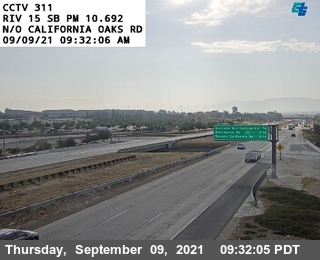 CCTV 311
RIV 15 SB PM 10.692
N/O CALIFORNIA OAKS RD
09/09/21 09:32:06 AM
Thursday, September 09, 2021 09:32:05 PDT